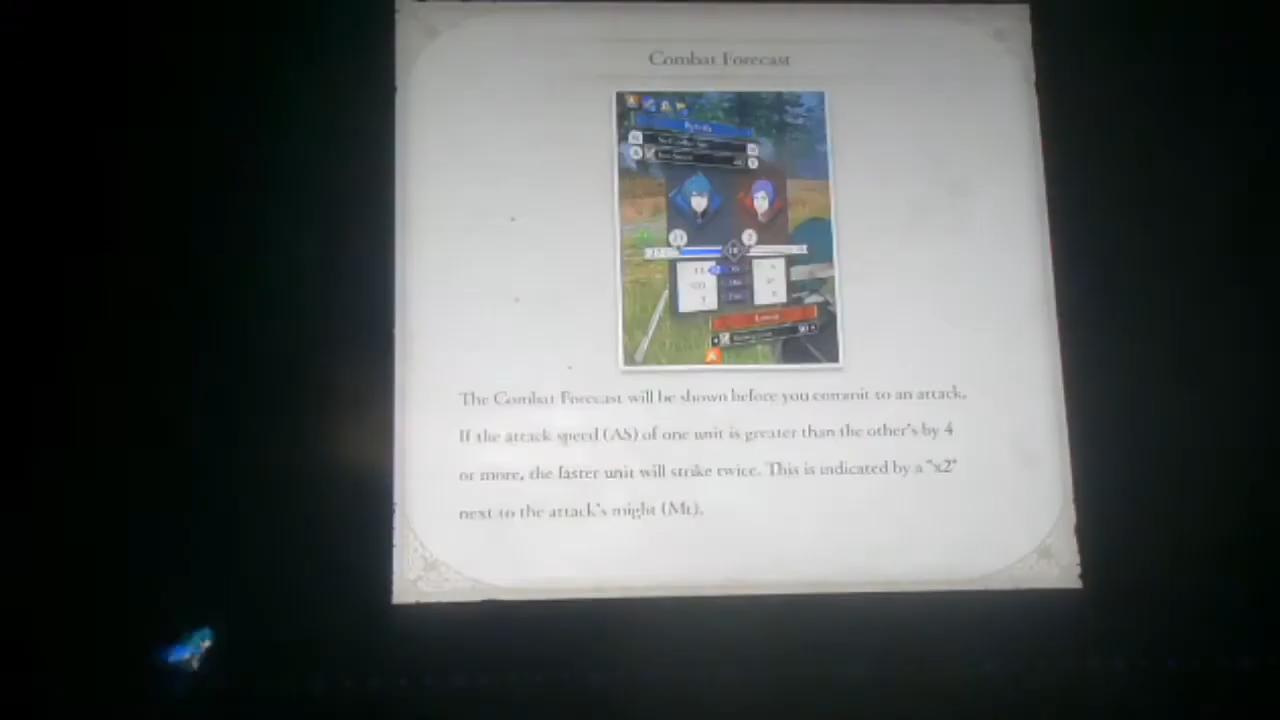 Combat Forecast
The Combat Forecast will be shown before you commit to an attack.
If the attack speed (AS) of one unit is greater than the other's by 4
or more, the faster unit will strike twice. This is indicated by a "x2"
next to the attack's might (Mt).